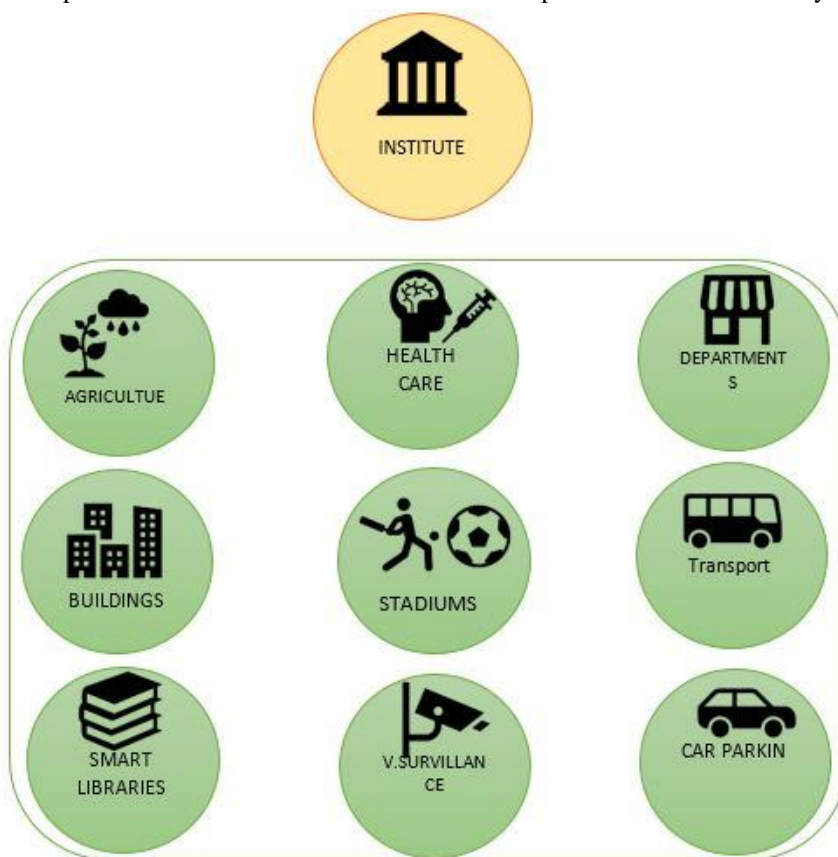 INSTITUTE
AGRICULTUE
HEALTH
CARE
DEPARTMENT
S
BUILDINGS
STADIUMS
Transport
SMART
LIBRARIES
V.SURVILLAN
CE
CAR PARKIN